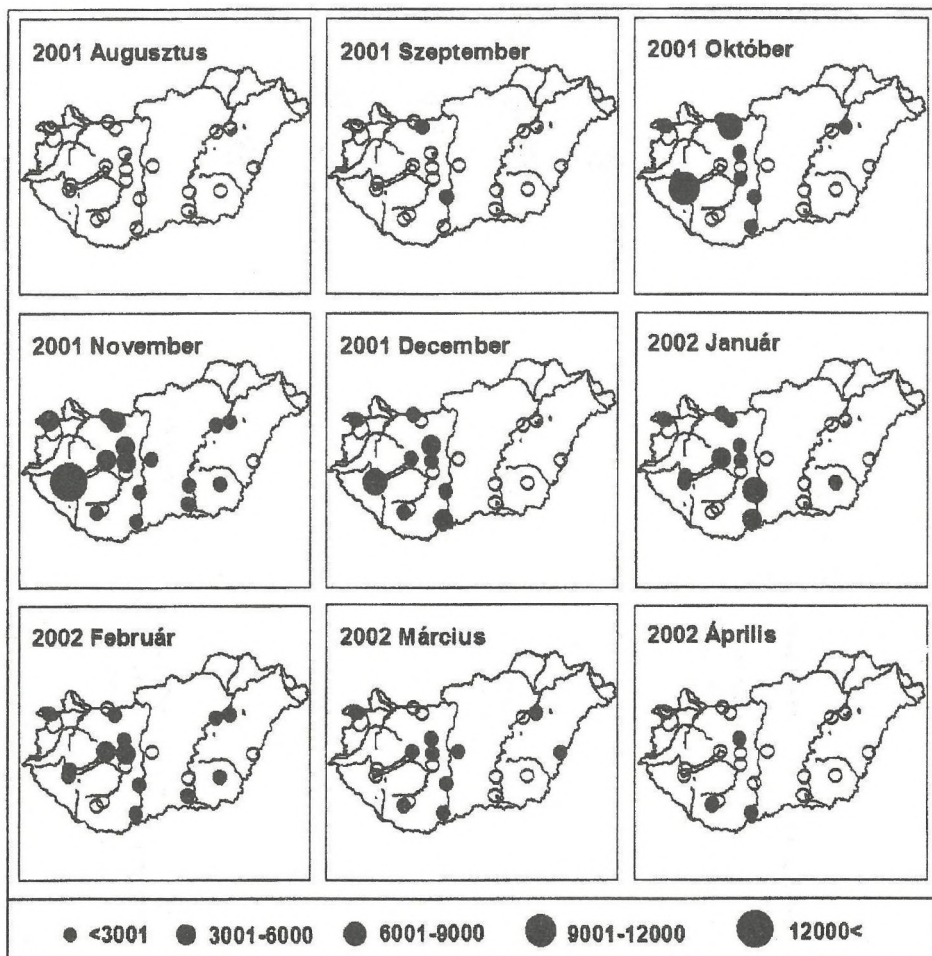 2001 Augusztus
2001 Szeptember
2001 Október
2001 November
2001 December
2002 Január
2002 Február
2002 Március
2002 Április
<3001
3001-6000
6001-9000
9001-12000
12000<